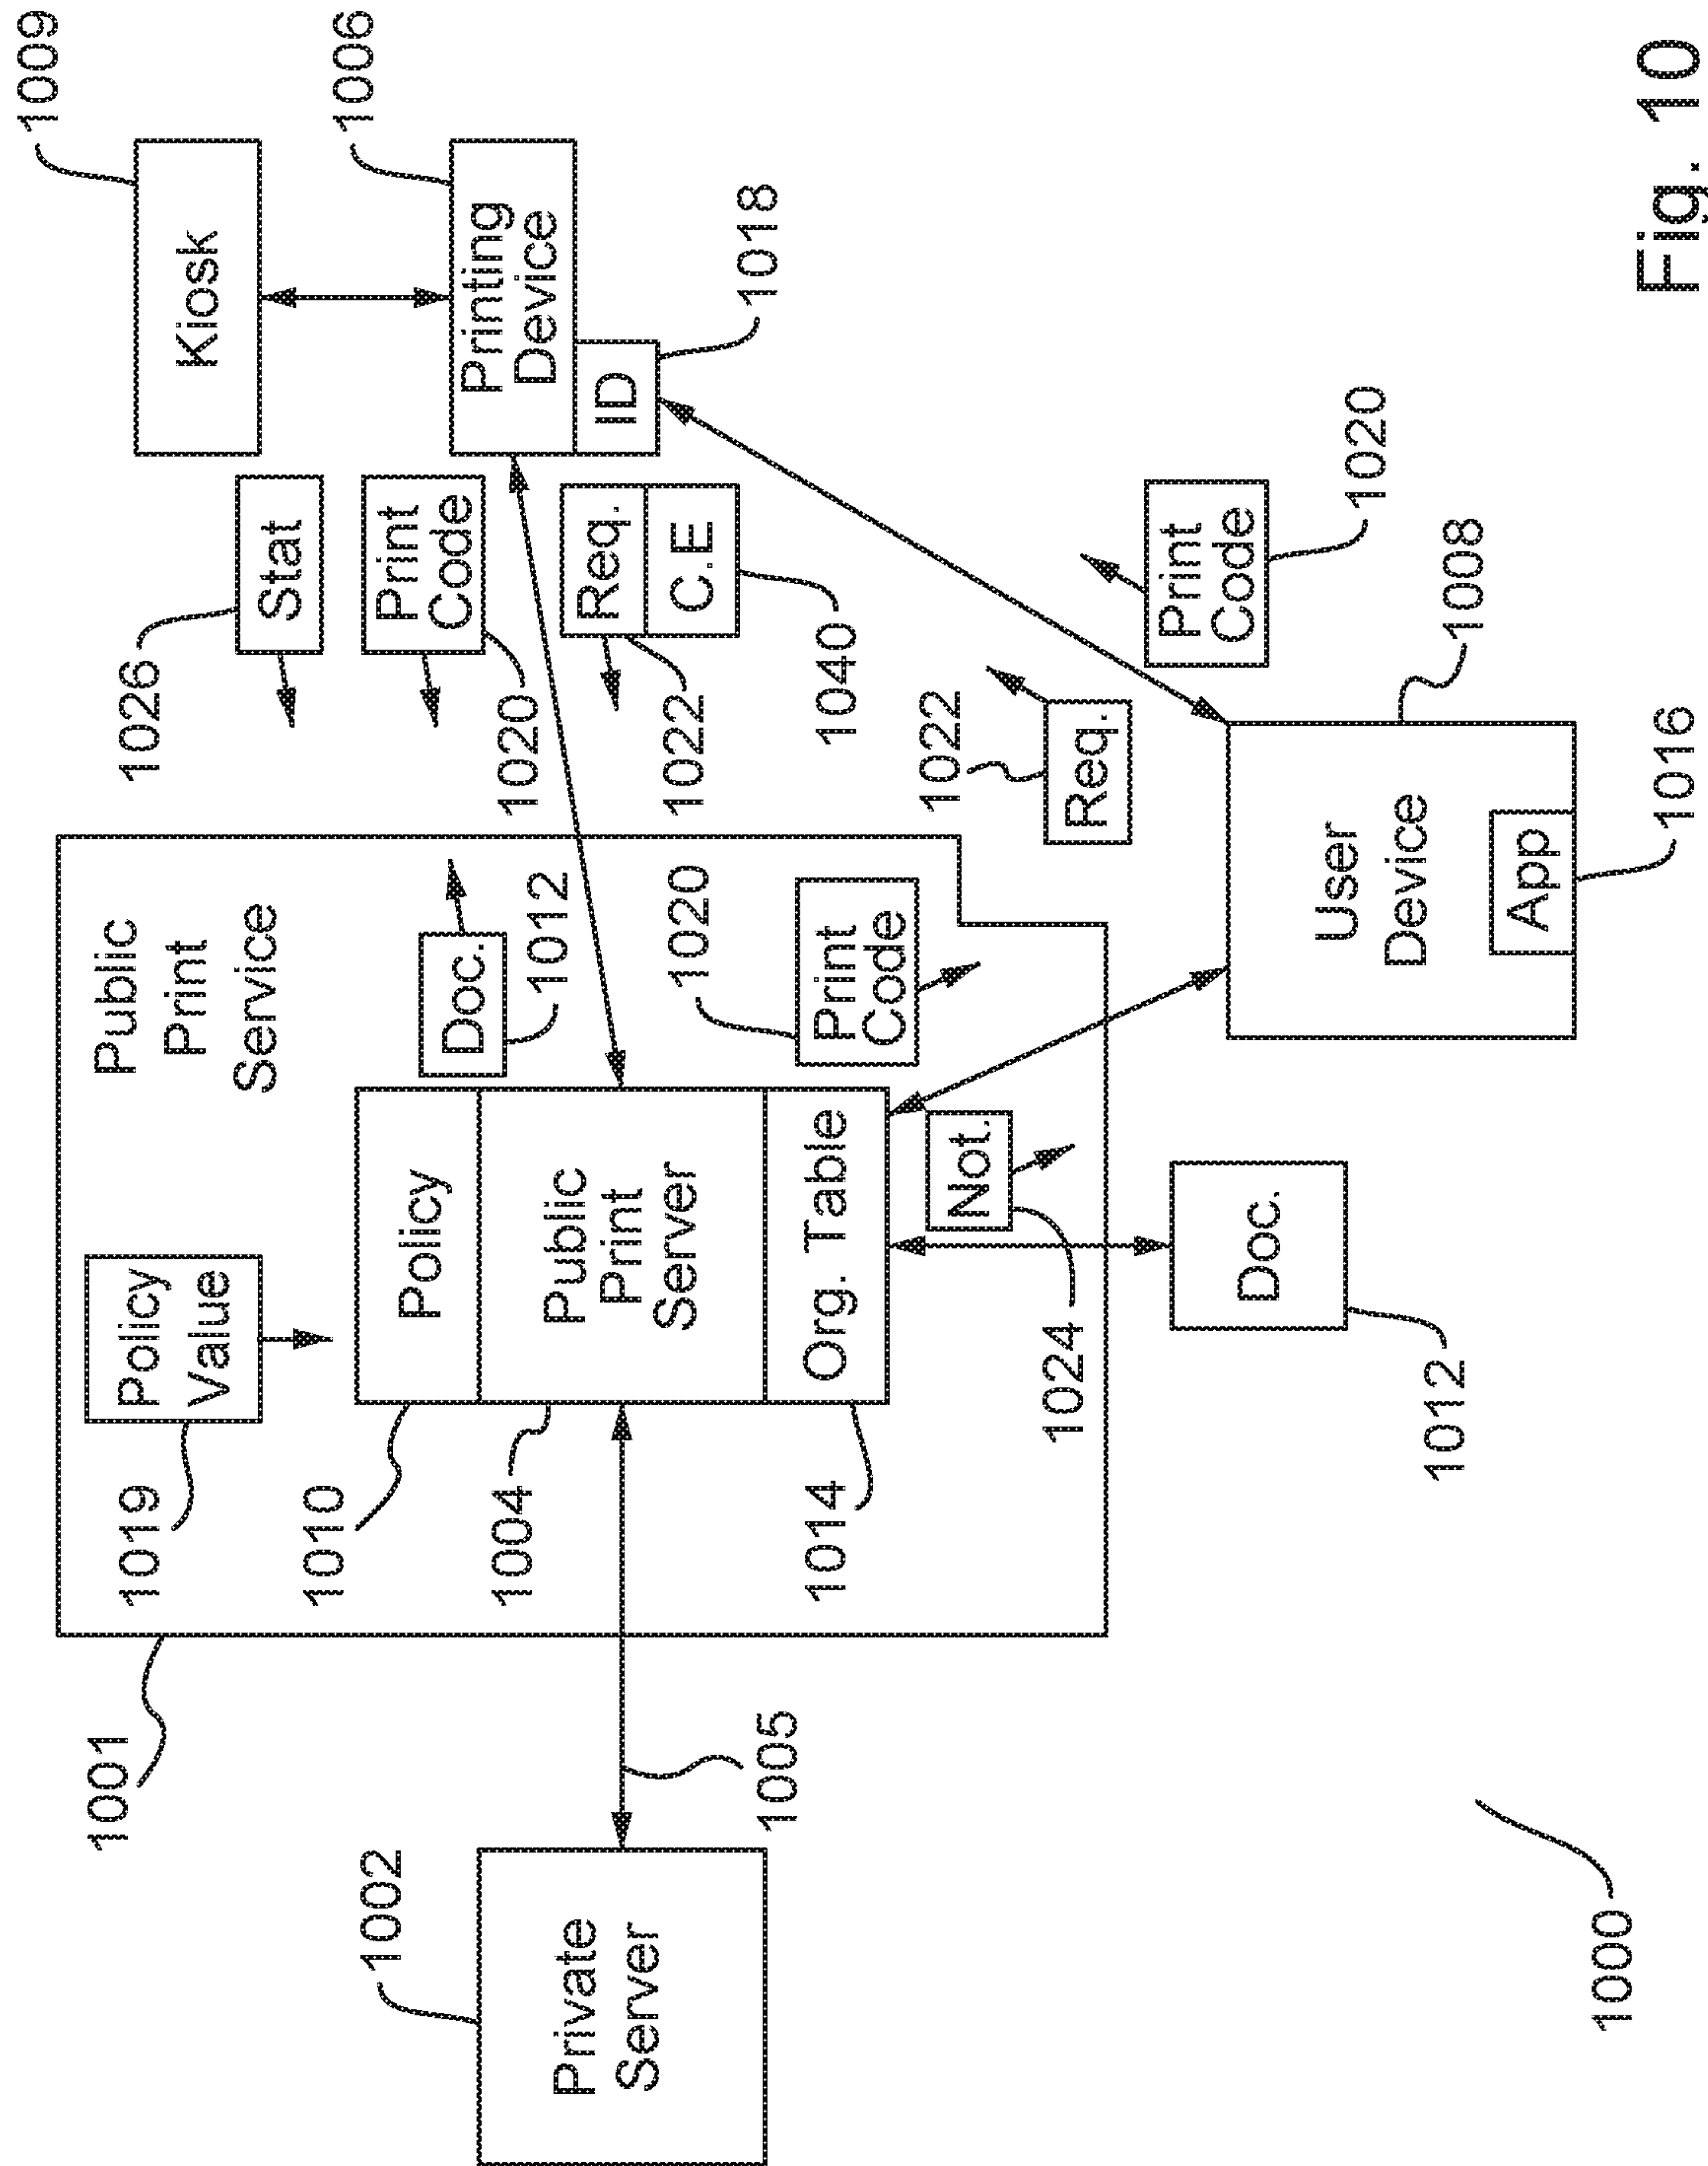 1009
Kiosk
1006
Printing
Device
ID
1018
1026
Stat
Print
Code
1020
Req.
C.E
1022
1040
Public
Print
Service
Doc.
1012
Policy
Value
1019
Policy
1010
Public
Print
Server
1004
Org. Table
1014
Print
Code
1020
Not.
1024
1001
1005
Private
Server
1002
Doc.
1012
Req.
1022
Print
Code
1020
User
Device
1008
App
1016
1000
Fig. 10